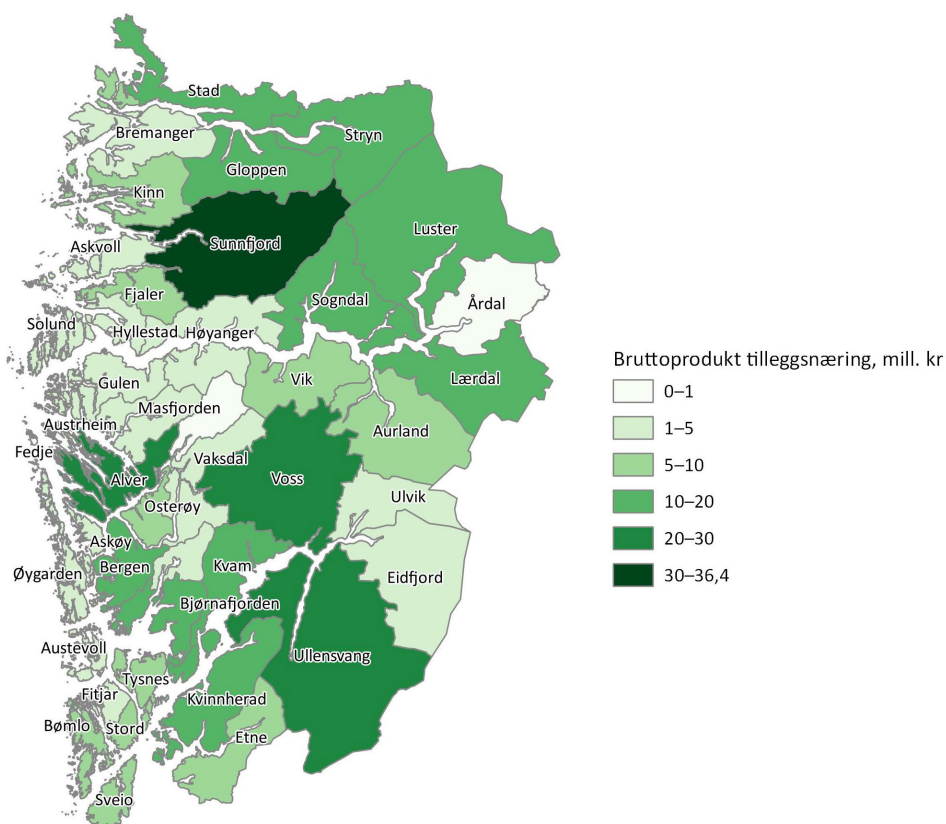 Stad
Bremanger
Stryn
Gloppen
Kinn
Luster
Sunnfjord
Askvoll
Fjaler
Sogndal
Årdal
Solund
Hyllestad
Høyanger
Vik
Lærdal
Gulen
Masfjorden
Austrheim
Aurland
Fedje
Vaksdal
Alver
Voss
Ulvik
Osterøy
Askøy
Bergen
Kvam
Øygarden
Eidfjord
Bjørnafjorden
Austevoll
Ullensvang
Tysnes
Fitjar
Kvinnherad
Bømlo
Stord
Etne
Sveio
Bruttoprodukt tilleggsnæring, mill. kr
0–1
1–5
5–10
10–20
20–30
30–36,4